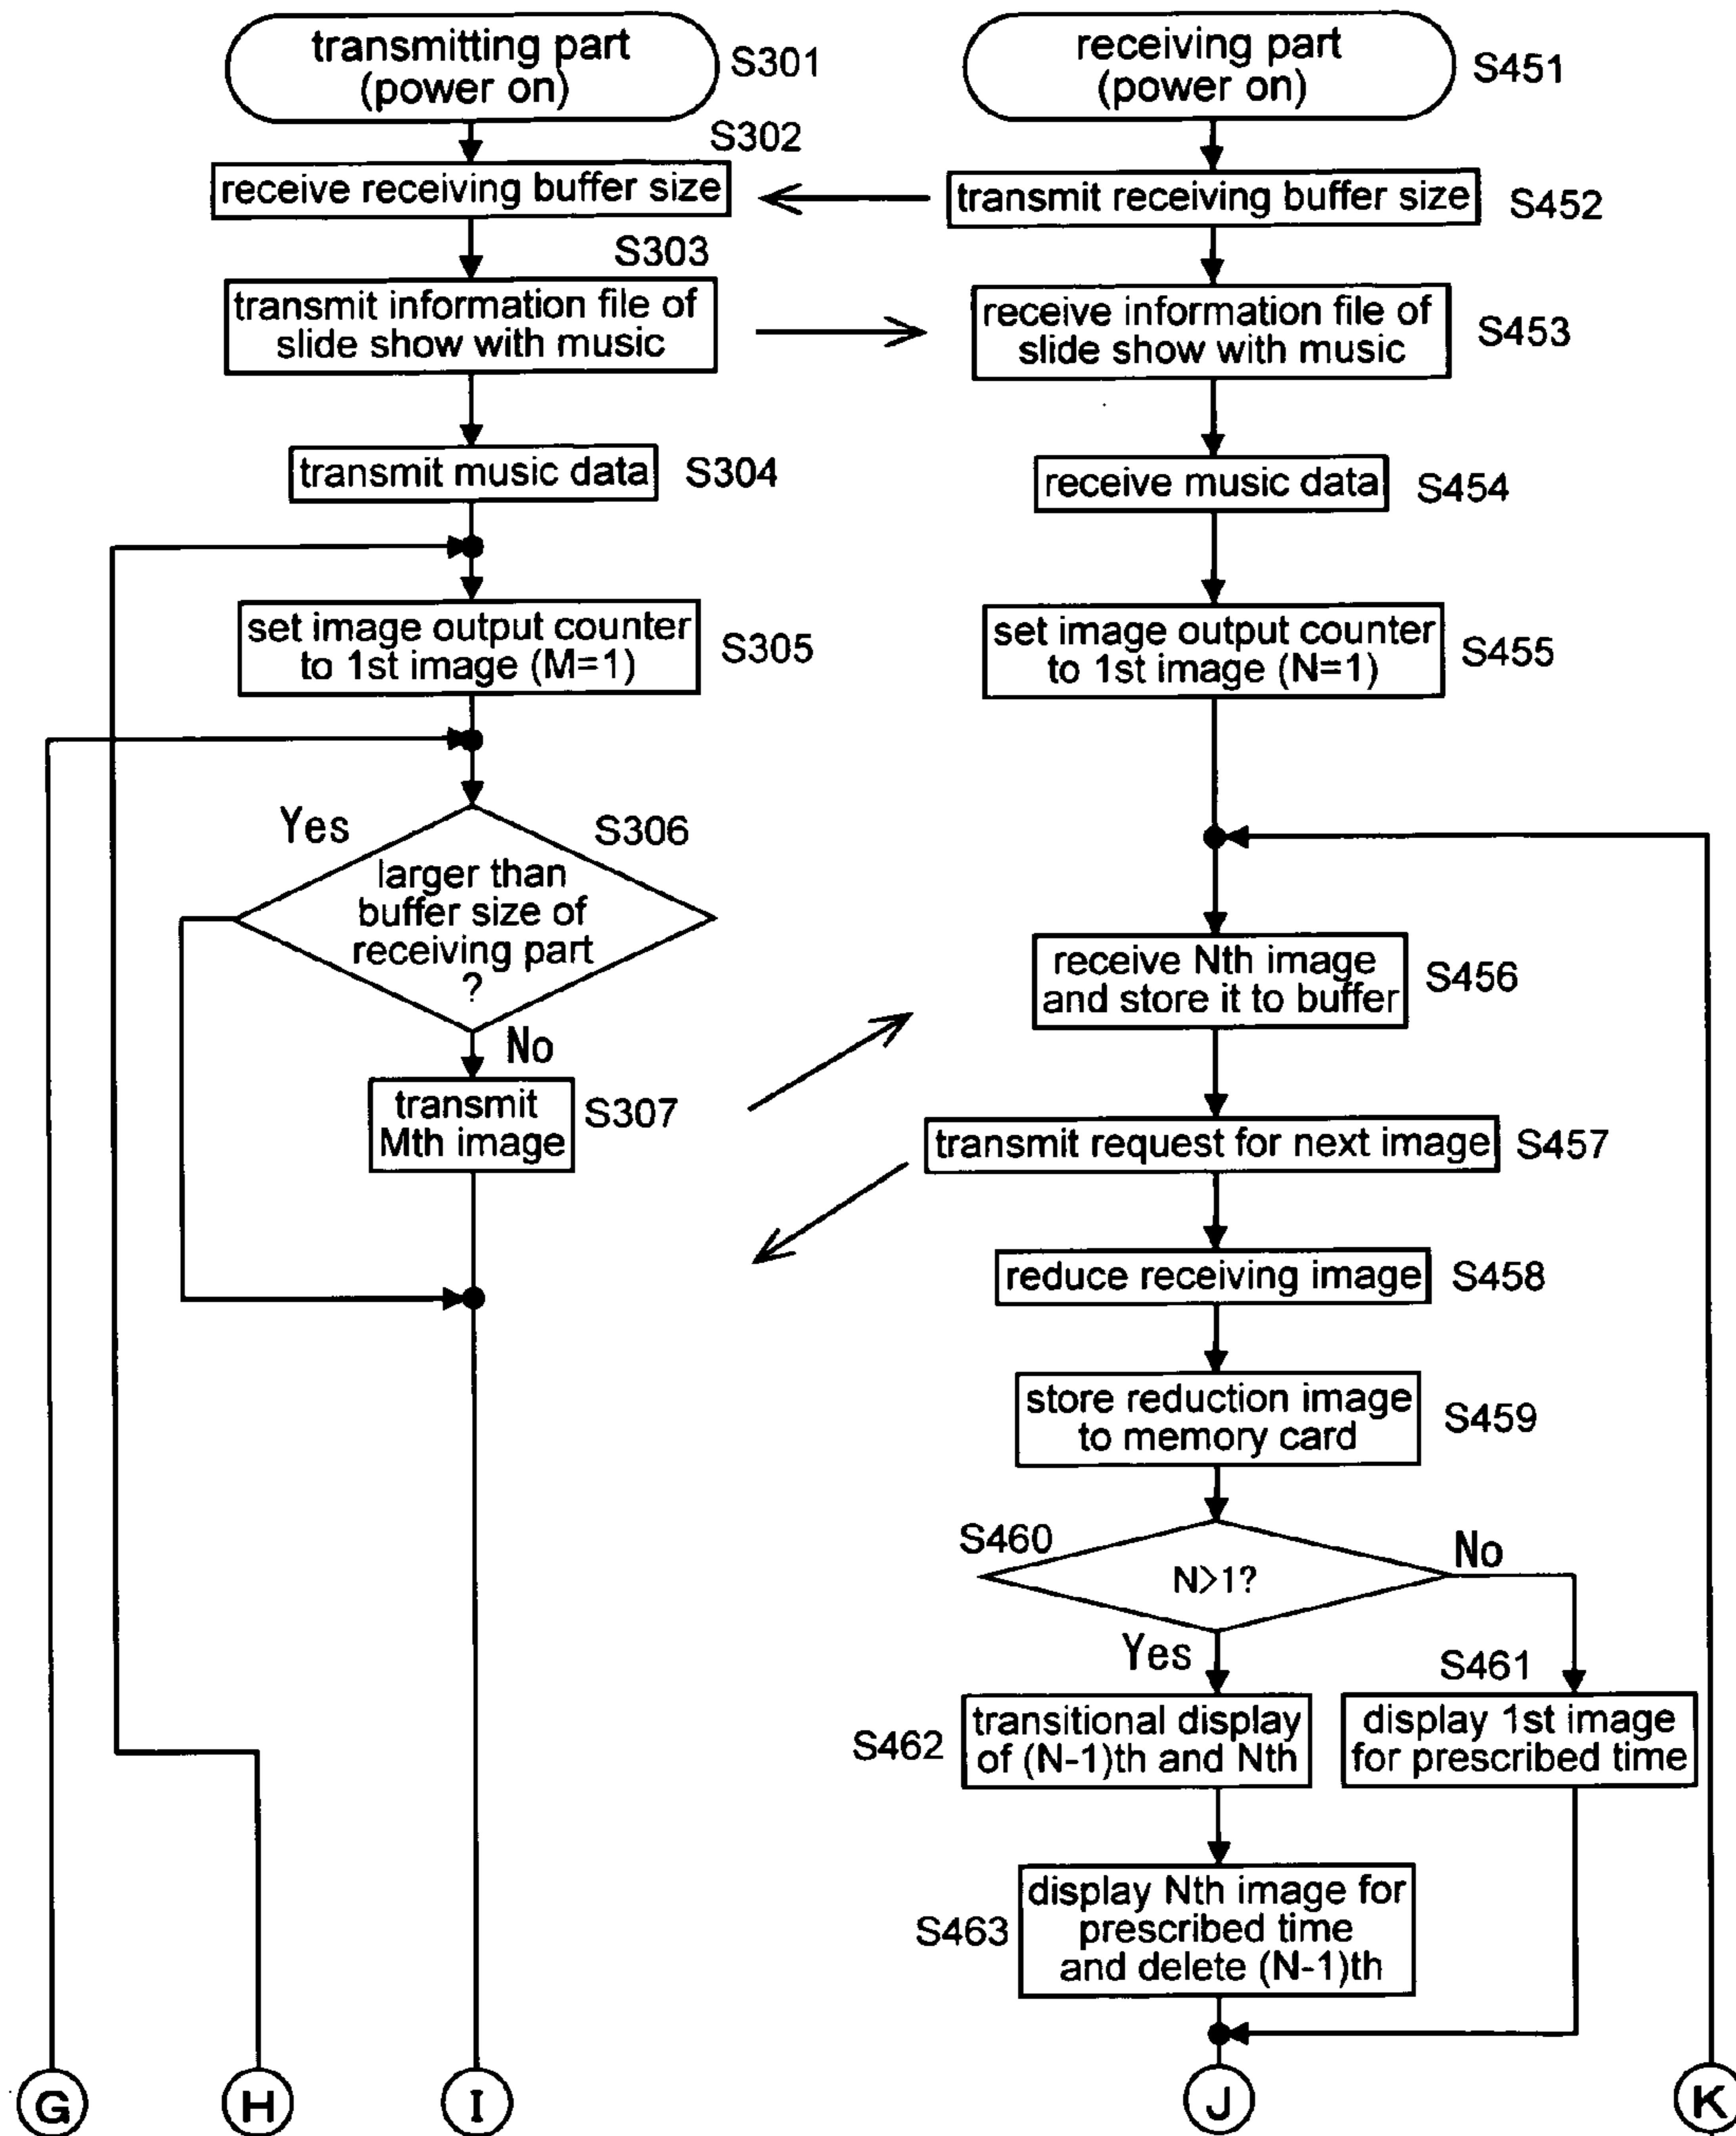 transmitting part
(power on)
S301
S302
receive receiving buffer size
S303
transmit information file of
slide show with music
transmit music data
S304
set image output counter
to 1st image (M=1)
S305
Yes
S306
larger than
buffer size of
receiving part
?
No
transmit
Mth image
S307
receiving part
(power on)
S451
transmit receiving buffer size
S452
receive information file of
slide show with music
S453
receive music data
S454
set image output counter
to 1st image (N=1)
S455
receive Nth image
and store it to buffer
S456
transmit request for next image
S457
reduce receiving image
S458
store reduction image
to memory card
S459
S460
N>1?
No
Yes
S461
display 1st image
for prescribed time
S462
transitional display
of (N-1)th and Nth
S463
display Nth image for
prescribed time
and delete (N-1)th
G
H
I
J
K